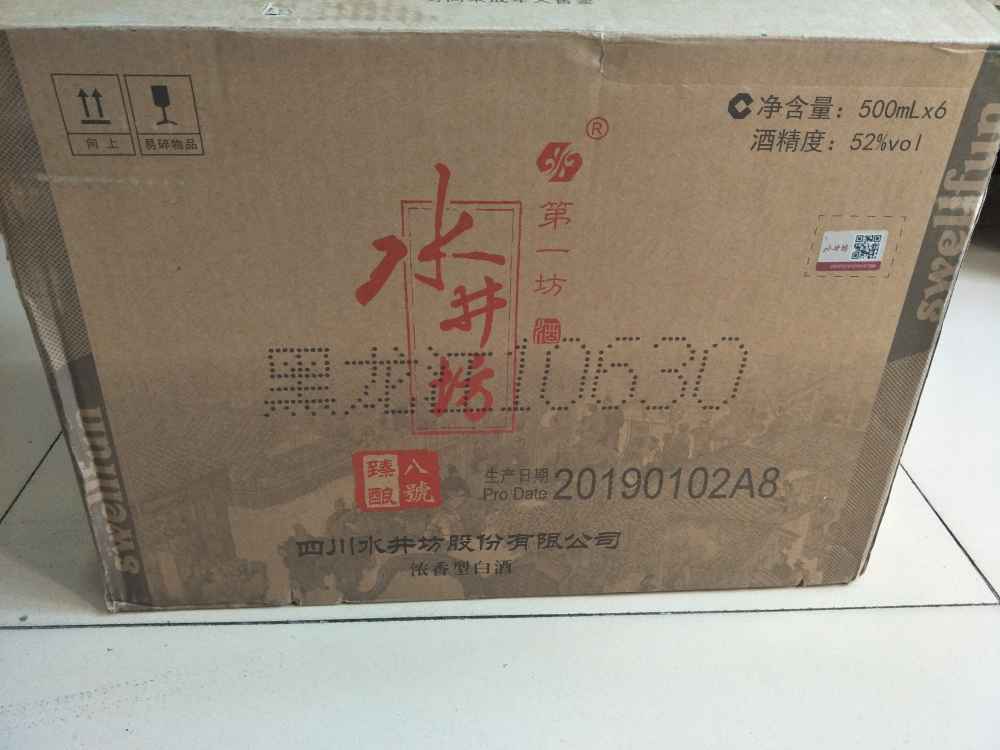 向上
易碎物品
净含量：500mLx6
酒精度：52%vol
®
第一坊
酒
水井坊
黑龙江10630
臻酿
八號
生产日期
Pro Date 20190102A8
四川水井坊股份有限公司
浓香型白酒
swellfun
swellfun